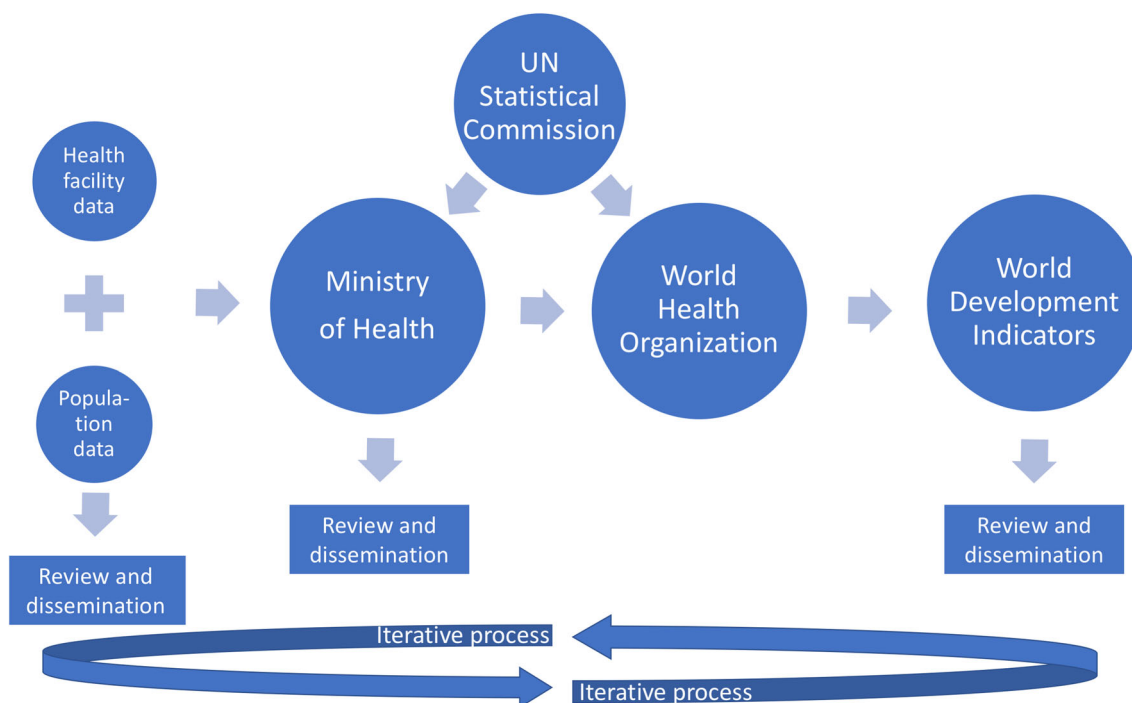 UN
Statistical
Commission
Health
facility
data
Popula-
tion
data
Ministry
of Health
World
Health
Organization
World
Development
Indicators
Review and
dissemination
Review and
dissemination
Review and
dissemination
Iterative process
Iterative process